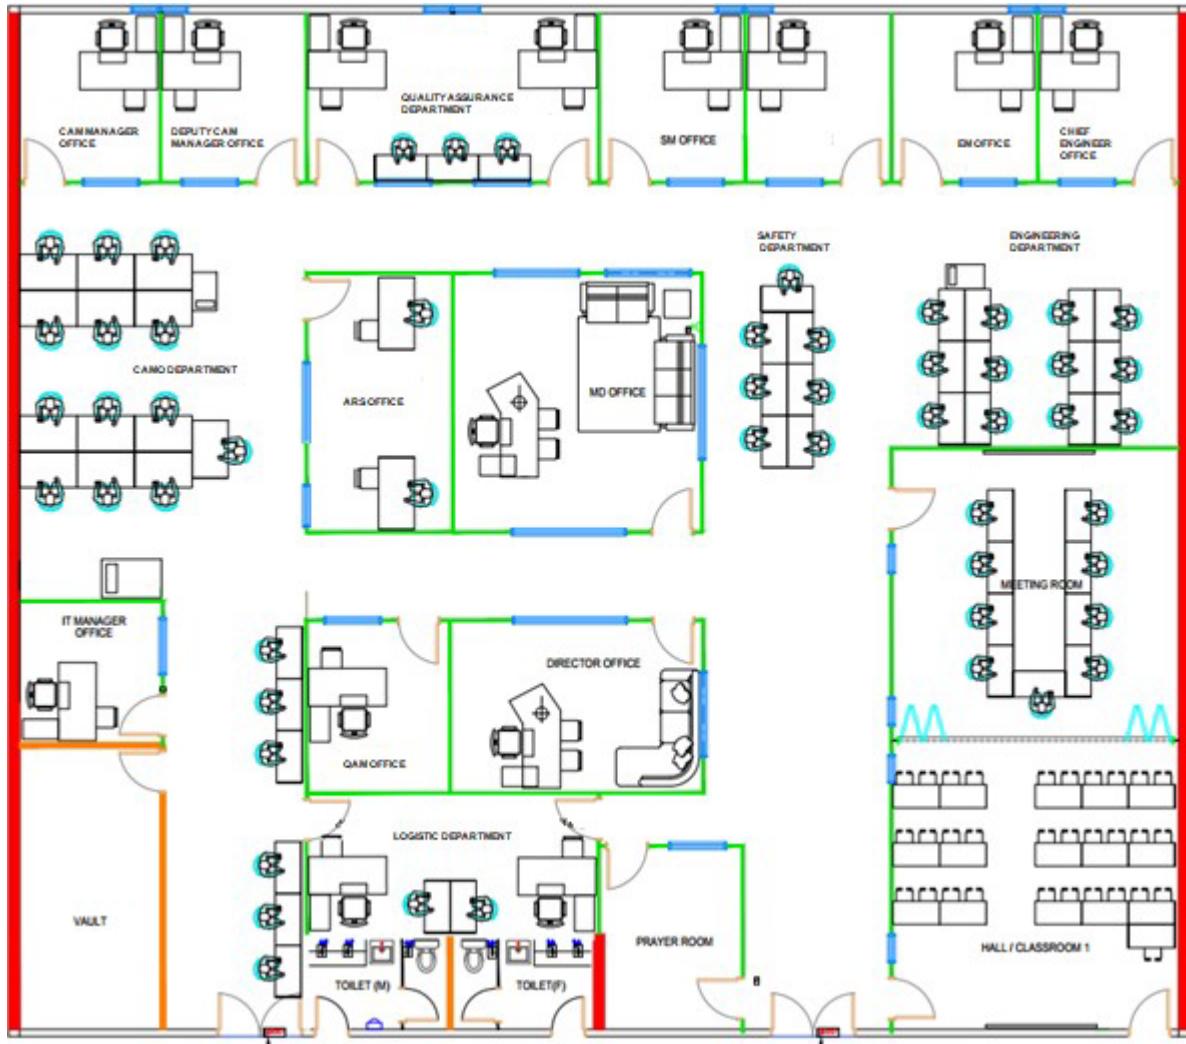 QUALITY ASSURANCE
DEPARTMENT
CAM MANAGER
OFFICE
DEPUTY CAM
MANAGER OFFICE
SM OFFICE
EM OFFICE
CHIEF
ENGINEER
OFFICE
SAFETY
DEPARTMENT
ENGINEERING
DEPARTMENT
CAMO DEPARTMENT
ARS OFFICE
MD OFFICE
MEETING ROOM
IT MANAGER
OFFICE
DIRECTOR OFFICE
QAM OFFICE
LOGISTIC DEPARTMENT
VAULT
PRAYER ROOM
HALL / CLASSROOM 1
TOILET (M)
TOILET(F)